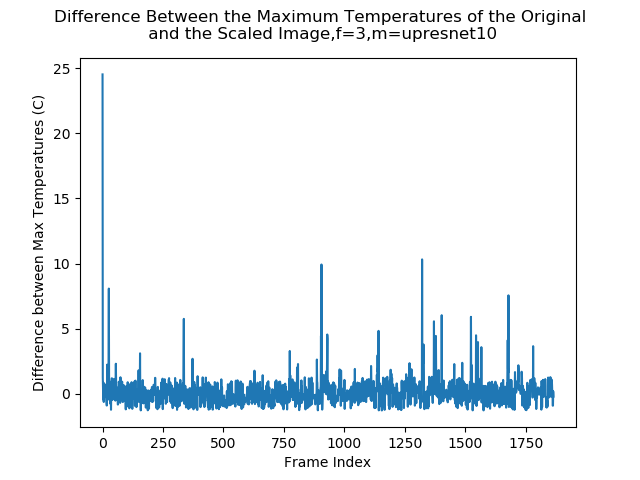 Difference Between the Maximum Temperatures of the Original
and the Scaled Image,f=3,m=upresnet10
Difference between Max Temperatures (C)
25
20
15
10
5
0
0 250 500 750 1000 1250 1500 1750
Frame Index